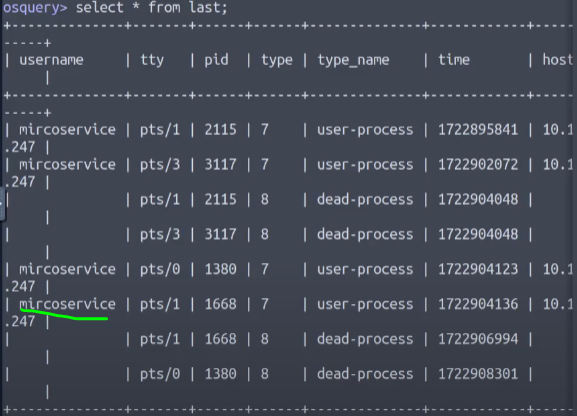 osquery> select * from last;
+--------------+-------+------+------+--------------+------------+-----
-----+
| username | tty | pid | type | type_name | time | host
|
+--------------+-------+------+------+--------------+------------+-----
-----+
| mircoservice | pts/1 | 2115 | 7 | user-process | 1722895841 | 10.1
.247 |
| mircoservice | pts/3 | 3117 | 7 | user-process | 1722902072 | 10.1
.247 |
| | pts/1 | 2115 | 8 | dead-process | 1722904048 |
|
| | pts/3 | 3117 | 8 | dead-process | 1722904048 |
|
| mircoservice | pts/0 | 1380 | 7 | user-process | 1722904123 | 10.1
.247 |
| mircoservice | pts/1 | 1668 | 7 | user-process | 1722904136 | 10.1
.247 |
| | pts/1 | 1668 | 8 | dead-process | 1722906994 |
|
| | pts/0 | 1380 | 8 | dead-process | 1722908301 |
|
+--------------+-------+------+------+--------------+------------+-----